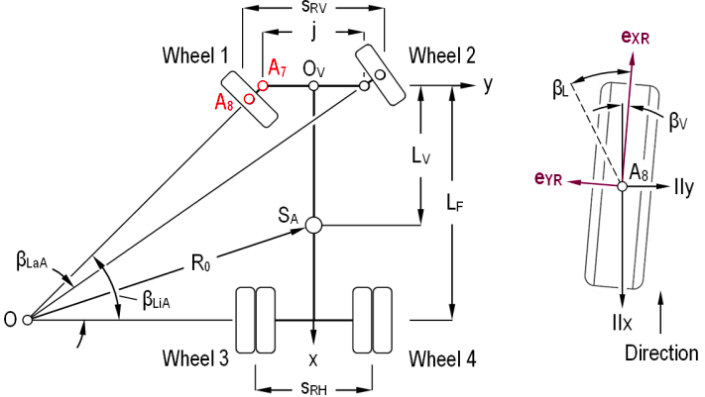 sRV
j
Wheel 1
Wheel 2
A7
OV
y
A8
LV
LF
SA
R0
βLaA
βLiA
O
Wheel 3
x
Wheel 4
sRH
eXR
βL
βV
A8
eYR
IIy
IIx
Direction